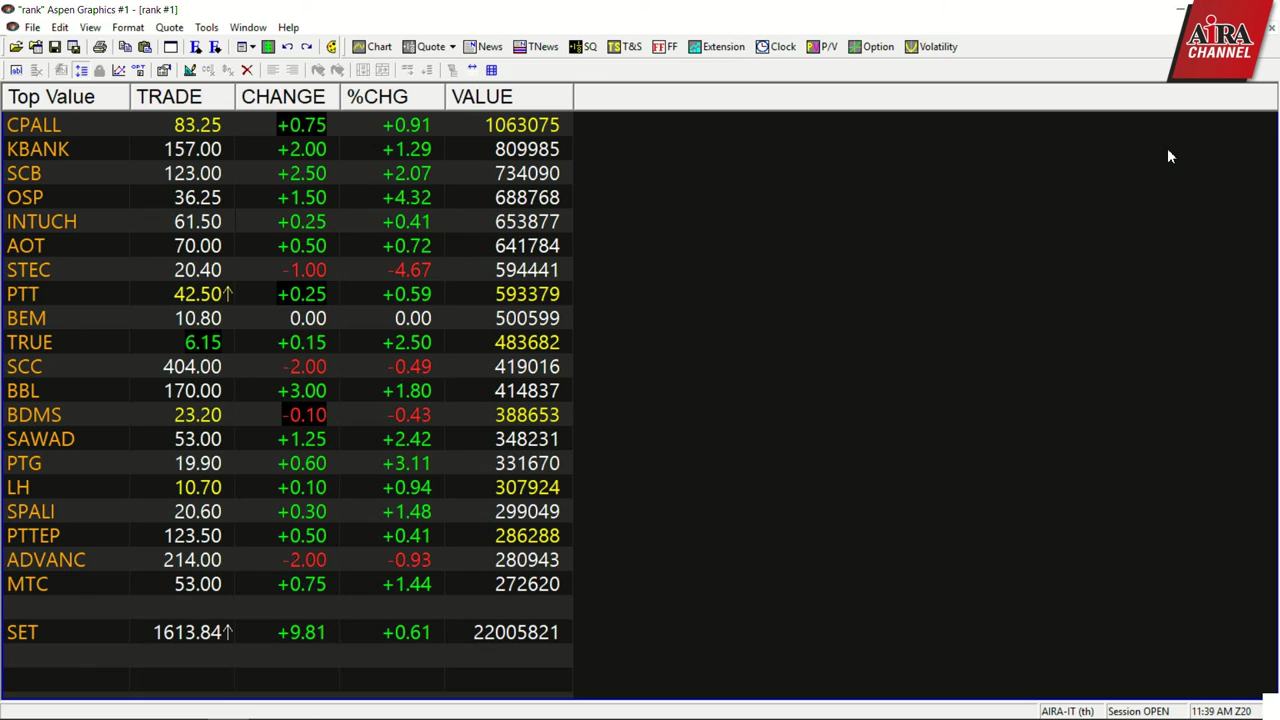 "rank" Aspen Graphics #1 - [rank #1]
File Edit View Format Quote Tools Window Help
Chart Quote News TNews SQ TS T&S FF FF Extension Clock P/V Option Volatility
AiRA
CHANNEL
Top Value TRADE CHANGE %CHG VALUE
CPALL 83.25 +0.75 +0.91 1063075
KBANK 157.00 +2.00 +1.29 809985
SCB 123.00 +2.50 +2.07 734090
OSP 36.25 +1.50 +4.32 688768
INTUCH 61.50 +0.25 +0.41 653877
AOT 70.00 +0.50 +0.72 641784
STEC 20.40 -1.00 -4.67 594441
PTT 42.50↑ +0.25 +0.59 593379
BEM 10.80 0.00 0.00 500599
TRUE 6.15 +0.15 +2.50 483682
SCC 404.00 -2.00 -0.49 419016
BBL 170.00 +3.00 +1.80 414837
BDMS 23.20 -0.10 -0.43 388653
SAWAD 53.00 +1.25 +2.42 348231
PTG 19.90 +0.60 +3.11 331670
LH 10.70 +0.10 +0.94 307924
SPALI 20.60 +0.30 +1.48 299049
PTTEP 123.50 +0.50 +0.41 286288
ADVANC 214.00 -2.00 -0.93 280943
MTC 53.00 +0.75 +1.44 272620
SET 1613.84↑ +9.81 +0.61 22005821
AIRA-IT (th) Session OPEN 11:39 AM Z20